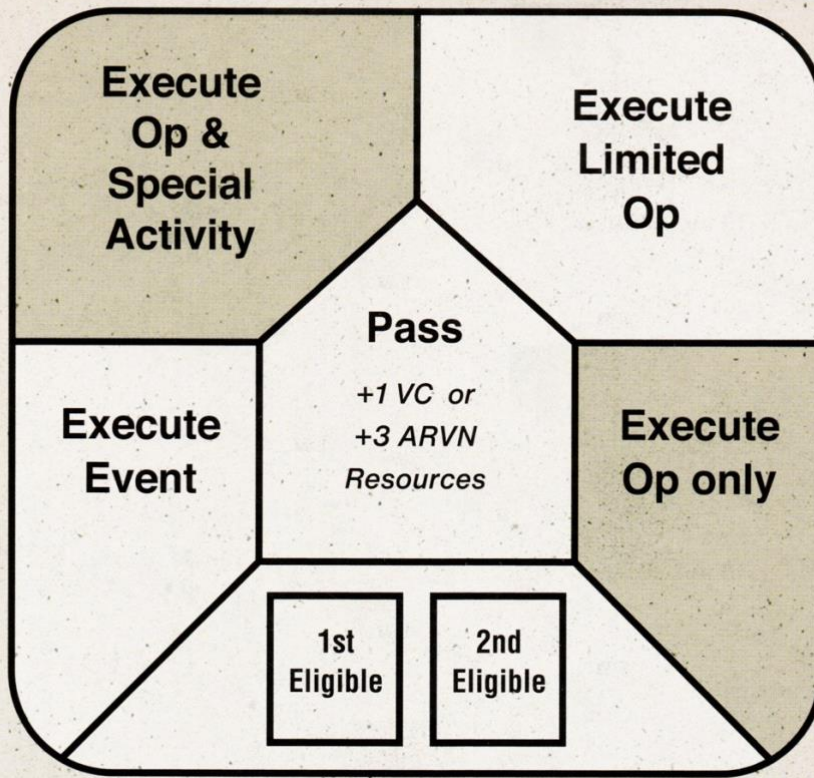 Execute
Op &
Special
Activity
Execute
Limited
Op
Pass
+1 VC or
+3 ARVN
Resources
Execute
Event
Execute
Op only
1st
Eligible
2nd
Eligible